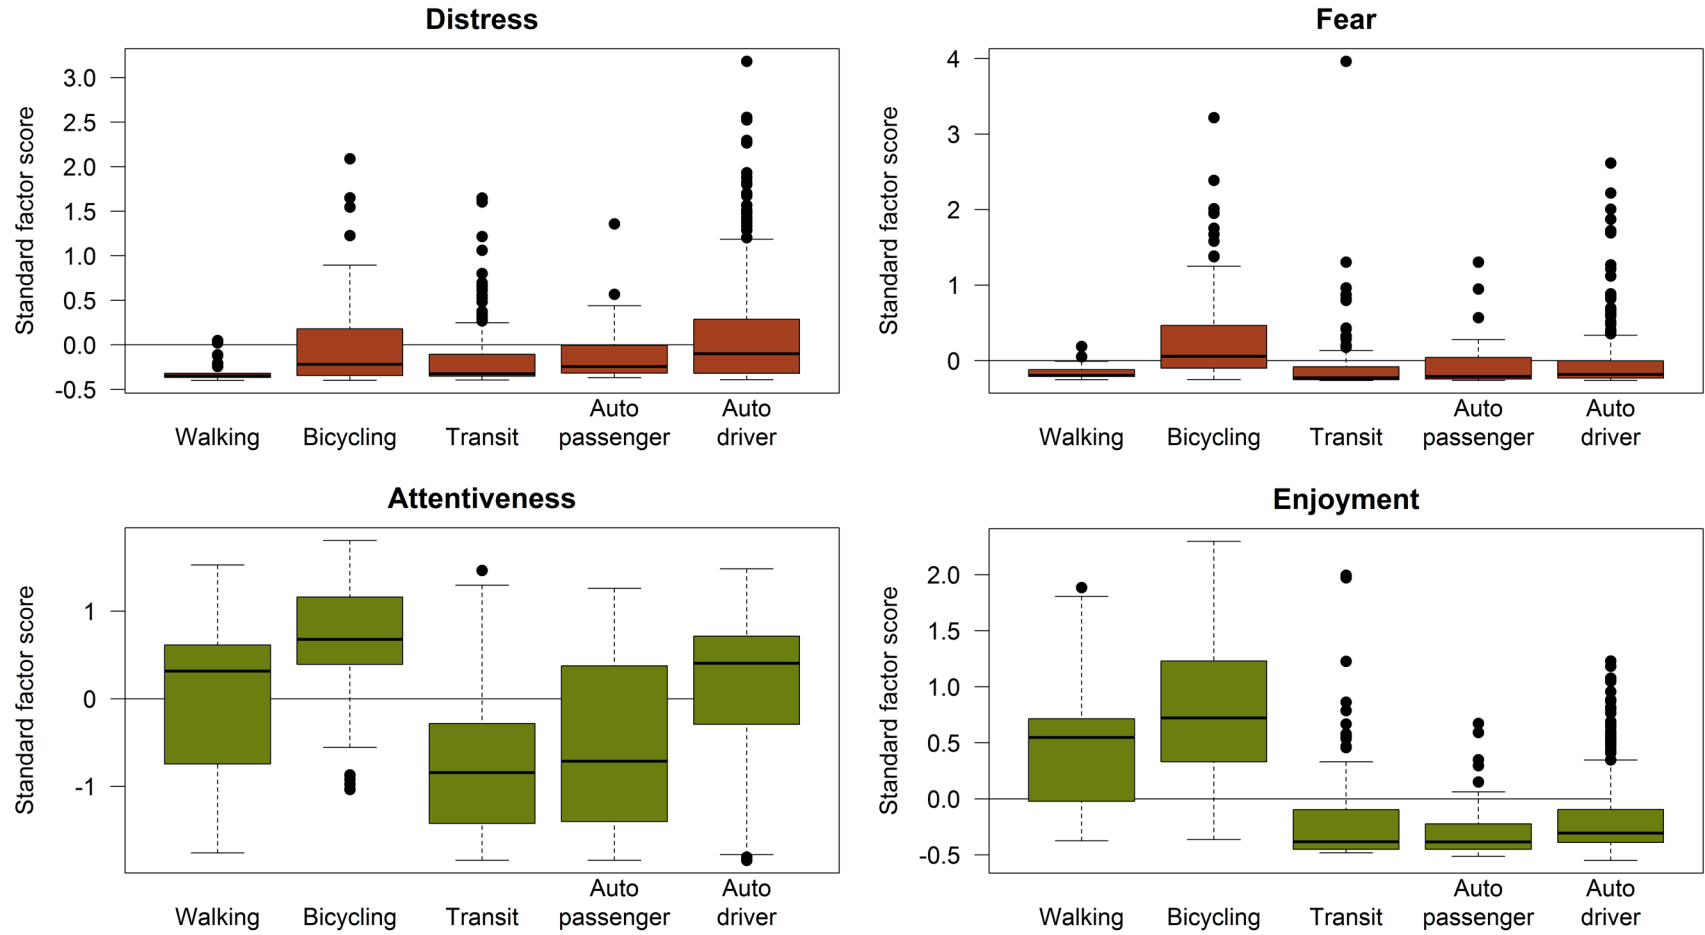 Distress
Standard factor score
3.0
2.5
2.0
1.5
1.0
0.5
0.0
-0.5
Walking
Bicycling
Transit
Auto
passenger
Auto
driver
Fear
Standard factor score
4
3
2
1
0
Walking
Bicycling
Transit
Auto
passenger
Auto
driver
Attentiveness
Standard factor score
1
0
-1
Walking
Bicycling
Transit
Auto
passenger
Auto
driver
Enjoyment
Standard factor score
2.0
1.5
1.0
0.5
0.0
-0.5
Walking
Bicycling
Transit
Auto
passenger
Auto
driver